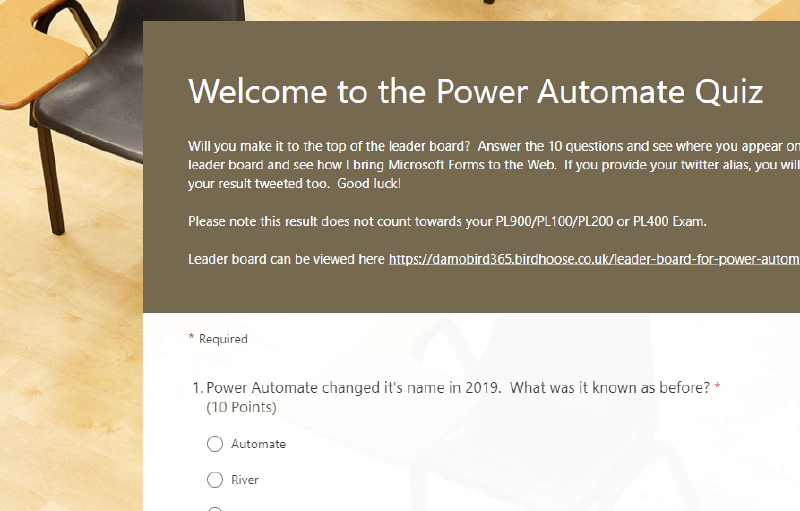 Welcome to the Power Automate Quiz
Will you make it to the top of the leader board?  Answer the 10 questions and see where you appear on
leader board and see how I bring Microsoft Forms to the Web.  If you provide your twitter alias, you will
your result tweeted too.  Good luck!
Please note this result does not count towards your PL900/PL100/PL200 or PL400 Exam.
Leader board can be viewed here https://damobird365.birdhoose.co.uk/leader-board-for-power-autom
* Required
1. Power Automate changed it's name in 2019.  What was it known as before? *
(10 Points)
Automate
River